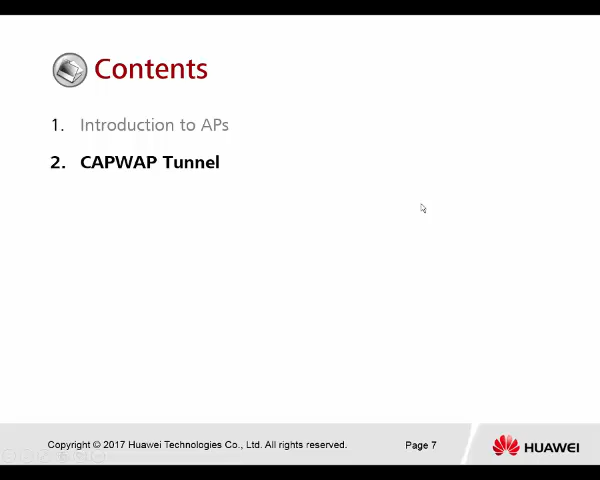 Contents
1. Introduction to APs
2. CAPWAP Tunnel
Copyright © 2017 Huawei Technologies Co., Ltd. All rights reserved.
Page 7
HUAWEI